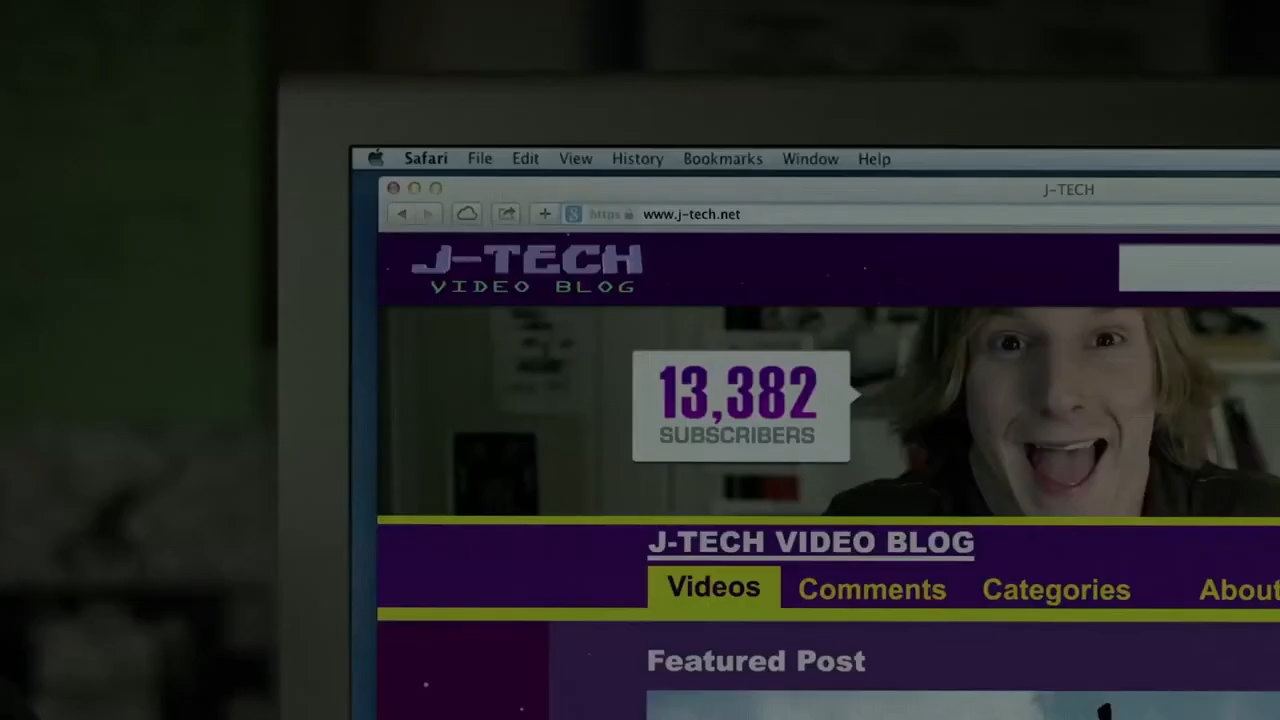 Safari File Edit View History Bookmarks Window Help
J-TECH
https www.j-tech.net
J-TECH
VIDEO BLOG
13,382
SUBSCRIBERS
J-TECH VIDEO BLOG
Videos Comments Categories About
Featured Post